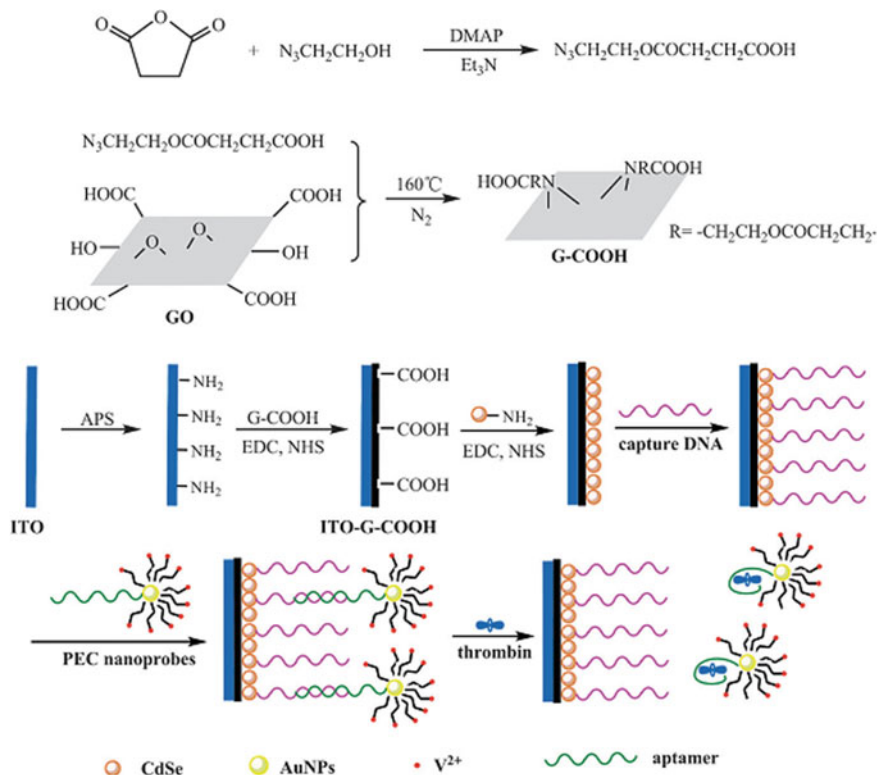 O O O
+ N₃CH₂CH₂OH DMAP Et₃N N₃CH₂CH₂OCOCH₂CH₂COOH
N₃CH₂CH₂OCOCH₂CH₂COOH
HOOC COOH
O O
HO OH
HOOC COOH
GO
160℃
N₂
HOOCRN NRCOOH
G-COOH
R= -CH₂CH₂OCOCH₂CH₂-
ITO
APS
NH₂
NH₂
NH₂
NH₂
G-COOH
EDC, NHS
COOH
COOH
COOH
ITO-G-COOH
NH₂
EDC, NHS
capture DNA
PEC nanoprobes
thrombin
CdSe AuNPs V²⁺ aptamer